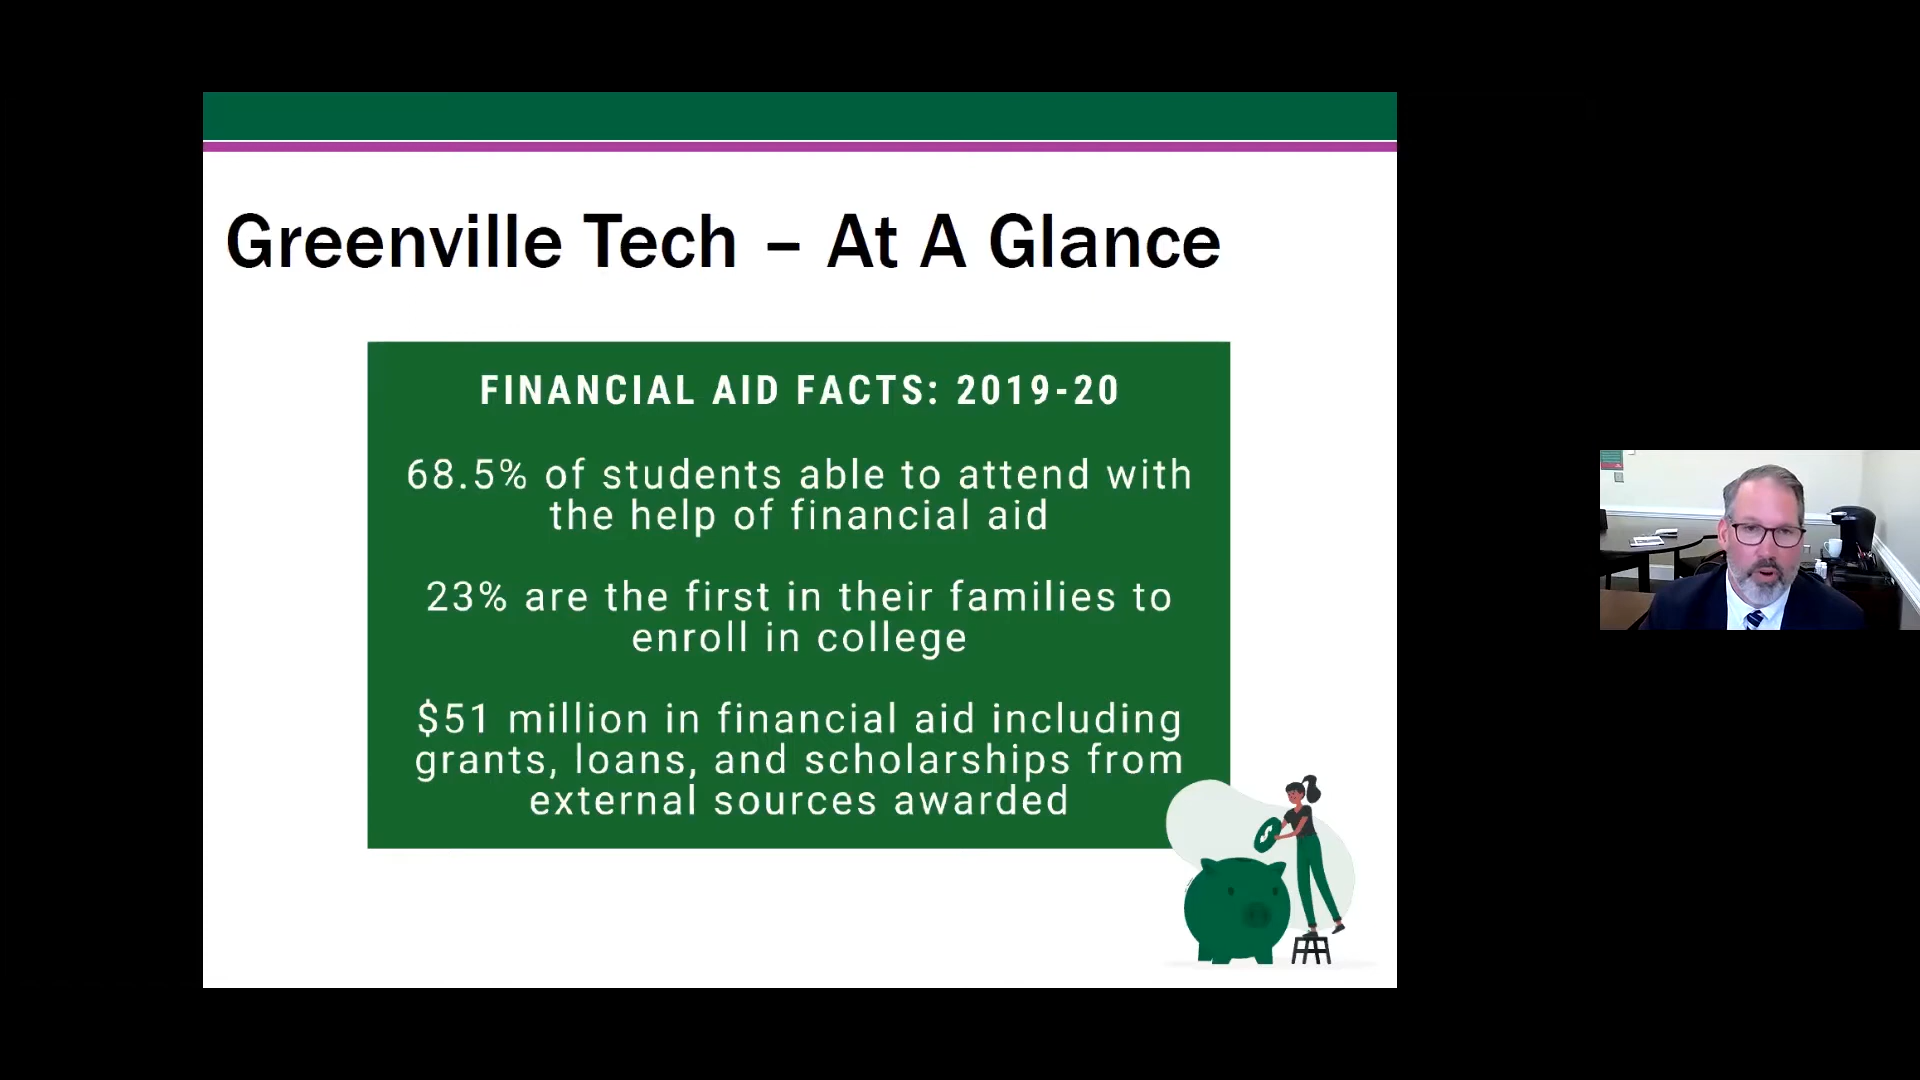 Greenville Tech – At A Glance
FINANCIAL AID FACTS: 2019-20
68.5% of students able to attend with
the help of financial aid
23% are the first in their families to
enroll in college
$51 million in financial aid including
grants, loans, and scholarships from
external sources awarded